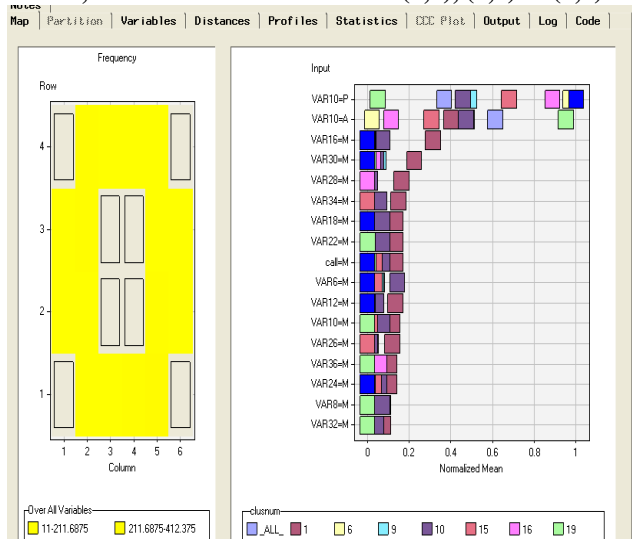 Notes
Map Partition Variables Distances Profiles Statistics CCC Plot Output Log Code
Frequency
Row
4
3
2
1
1 2 3 4 5 6
Column
Over All Variables
11-211.6875 211.6875-412.375
Input
VAR10=P
VAR10=A
VAR16=M
VAR30=M
VAR28=M
VAR34=M
VAR18=M
VAR22=M
call=M
VAR6=M
VAR12=M
VAR10=M
VAR26=M
VAR36=M
VAR24=M
VAR8=M
VAR32=M
0 0.2 0.4 0.6 0.8 1
Normalized Mean
clusnum
_ALL_ 1 6 9 10 15 16 19